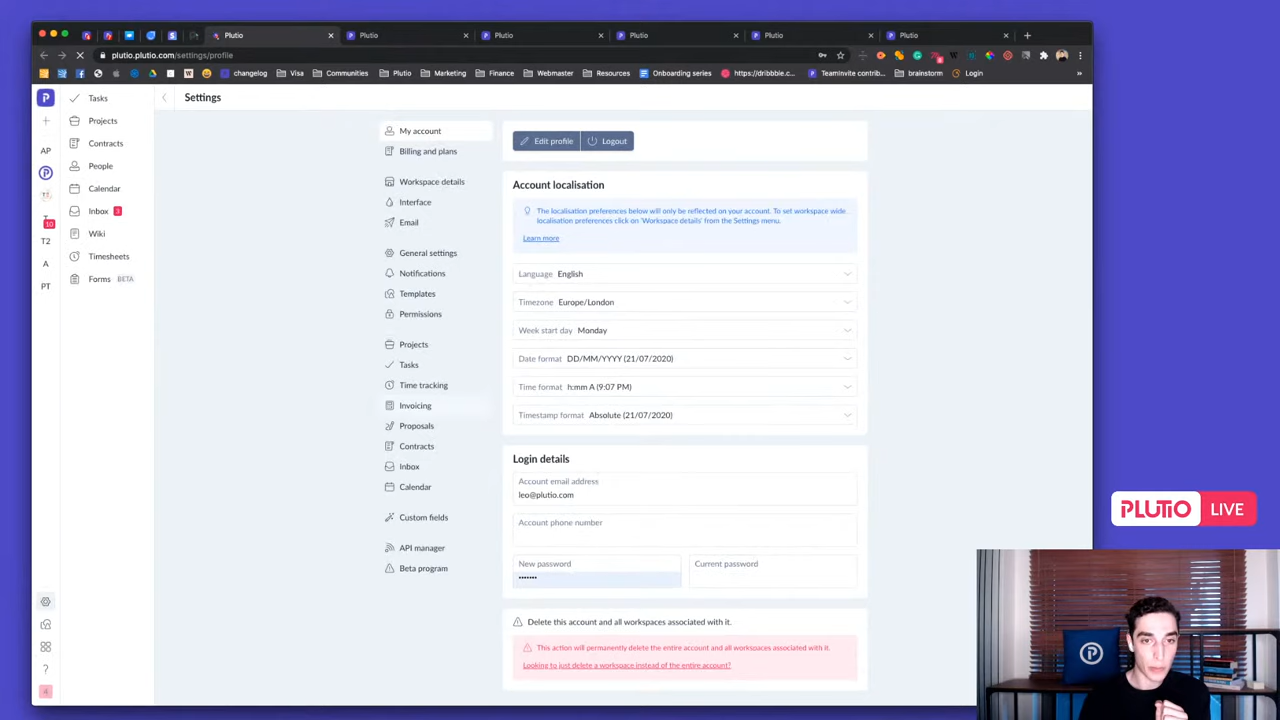 Plutio
Plutio
Plutio
Plutio
Plutio
Plutio
plutio.plutio.com/settings/profile
changelog
Visa
Communities
Plutio
Marketing
Finance
Webmaster
Resources
Onboarding series
https://dribbble.c...
TeamInvite contrib...
brainstorm
Login
»
Tasks
Projects
Contracts
People
Calendar
Inbox 3
Wiki
Timesheets
Forms BETA
AP
10
T2
A
PT
?
4
Settings
My account
Billing and plans
Workspace details
Interface
Email
General settings
Notifications
Templates
Permissions
Projects
Tasks
Time tracking
Invoicing
Proposals
Contracts
Inbox
Calendar
Custom fields
API manager
Beta program
Edit profile
Logout
Account localisation
The localisation preferences below will only be reflected on your account. To set workspace wide
localisation preferences click on 'Workspace details' from the Settings menu.
Learn more
Language English
Timezone Europe/London
Week start day Monday
Date format DD/MM/YYYY (21/07/2020)
Time format h:mm A (9:07 PM)
Timestamp format Absolute (21/07/2020)
Login details
Account email address
leo@plutio.com
Account phone number
New password
•••••••
Current password
Delete this account and all workspaces associated with it.
This action will permanently delete the entire account and all workspaces associated with it.
Looking to just delete a workspace instead of the entire account?
PLUTIO LIVE